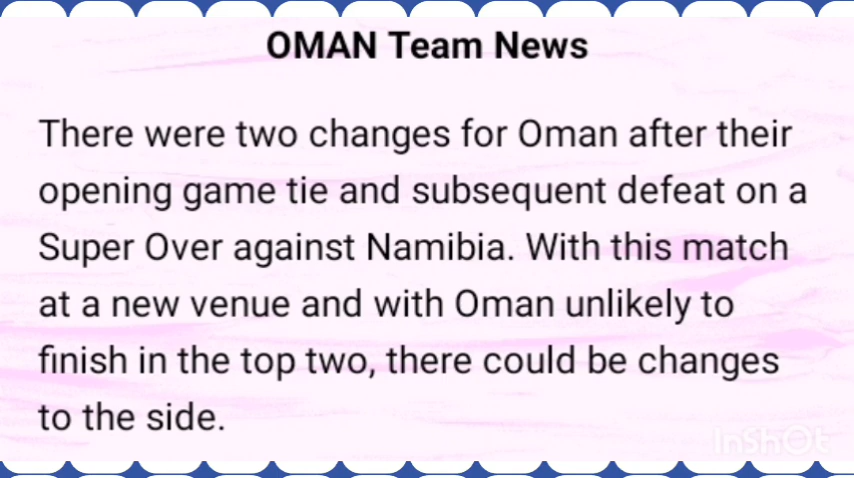 OMAN Team News
There were two changes for Oman after their
opening game tie and subsequent defeat on a
Super Over against Namibia. With this match
at a new venue and with Oman unlikely to
finish in the top two, there could be changes
to the side.
InShOt